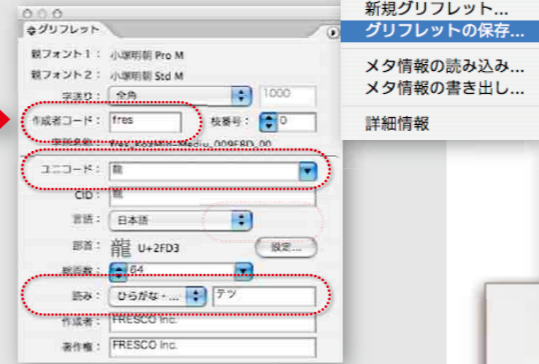 グリフレット
親フォント1： 小塚明朝 Pro M
親フォント2： 小塚明朝 Std M
字送り： 全角 1000
作成者コード： fres 枝番号： 0
字形名称：
ユニコード：
CID：
言語： 日本語
部首： 龍 U+2FD3 設定...
総画数： 64
読み： ひらがな・... テツ
作成者： FRESCO Inc.
著作権： FRESCO Inc.
新規グリフレット...
グリフレットの保存...
メタ情報の読み込み...
メタ情報の書き出し...
詳細情報